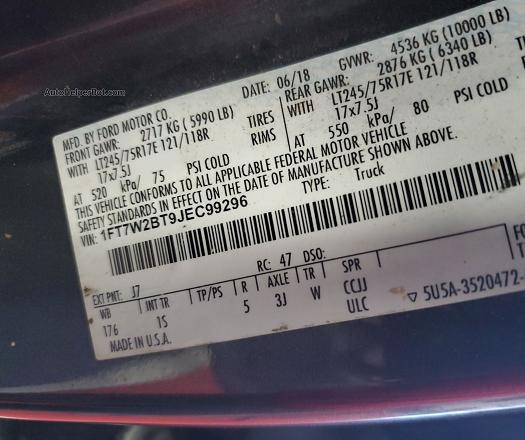 AutoHelperBot.com
MFD. BY FORD MOTOR CO.
DATE: 06/18
GVWR: 4536 KG (10000 LB)
FRONT GAWR: 2717 KG (5990 LB)
REAR GAWR: 2876 KG (6340 LB)
WITH LT245/75R17E 121/118R TIRES
WITH LT245/75R17E 121/118R TIRES
17x7.5J RIMS
17x7.5J
AT 520 kPa/ 75 PSI COLD
AT 550 kPa/ 80 PSI COLD
THIS VEHICLE CONFORMS TO ALL APPLICABLE FEDERAL MOTOR VEHICLE
SAFETY STANDARDS IN EFFECT ON THE DATE OF MANUFACTURE SHOWN ABOVE.
VIN: 1FT7W2BT9JEC99296
TYPE: Truck
EXT PNT: J7 RC: 47 DSO:
WB INT TR TP/PS R AXLE TR SPR
176 1S 5 3J W CCJJ
ULC
MADE IN U.S.A.
5U5A-3520472-